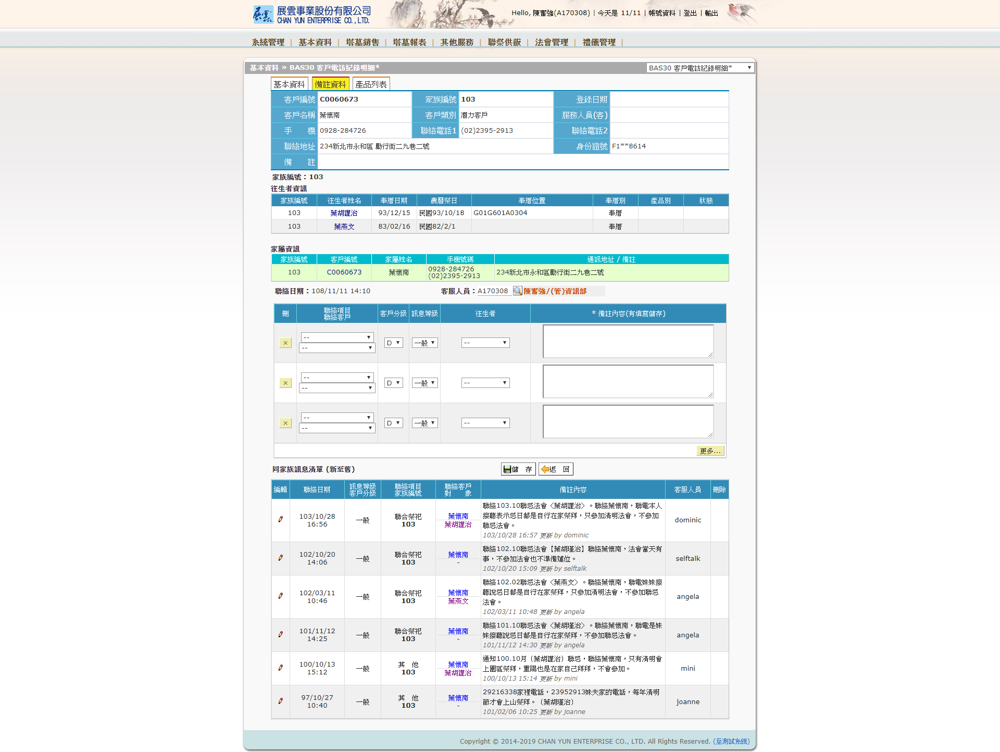 展雲事業股份有限公司
CHAN YUN ENTERPRISE CO., LTD.
Hello, 陳奮強(A170308) | 今天是 11/11 | 帳號資料 | 登出 | 輸出
系統管理 | 基本資料 | 塔墓銷售 | 塔墓報表 | 其他服務 | 聯祭供飯 | 法會管理 | 禮儀管理 |
基本資料 » BAS30 客戶電訪紀錄明細* BAS30 客戶電訪紀錄明細*
基本資料 備註資料 產品列表
客戶編號 C0060673 家族編號 103 登錄日期
客戶名稱 葉懷南 客戶類別 潛力客戶 服務人員(客)
手 機 0928-284726 聯絡電話1 (02)2395-2913 聯絡電話2
聯絡地址 234新北市永和區 勵行街二九巷二號 身份證號 F1**8614
備 註
家族編號：103
往生者資訊
家族編號 往生者姓名 奉厝日期 農曆祭日 奉厝位置 奉厝別 產品別 狀態
103 葉胡謹治 93/12/15 民國93/10/18 G01G601A0304 奉厝
103 葉燕文 83/02/16 民國82/2/1 奉厝
家屬資訊
家族編號 客戶編號 家屬姓名 手機號碼 通訊地址 / 備註
103 C0060673 葉懷南 0928-284726 234新北市永和區勵行街二九巷二號
(02)2395-2913
聯絡日期：108/11/11 14:10 客服人員：A170308 陳奮強/(管)資訊部
刪 聯絡項目 客戶分級 訊息等級 往生者 * 備註內容(有填寫儲存)
聯絡客戶
× -- D 一般 --
--
× -- D 一般 --
--
× -- D 一般 --
--
更多...
同家族訊息清單 (新至舊) 儲 存 返 回
編輯 聯絡日期 訊息等級 聯絡項目 聯絡客戶 備註內容 客服人員 刪除
客戶分級 家族編號 對 象
103/10/28 16:56 一般 聯合祭祀 103 葉懷南 葉胡謹治 聯絡103.10聯忌法會〈葉胡謹治〉。聯絡葉懷南，聯電本人 dominic
接聽表示忌日都是自行在家祭拜，只參加清明法會，不參加
聯忌法會。
103/10/28 16:57 更新 by dominic
102/10/20 14:06 一般 聯合祭祀 103 葉懷南 - 聯絡102.10聯忌法會【葉胡瑾治】聯絡葉懷南，法會當天有 selftalk
事，不參加法會也不準備蓮位。
102/10/20 15:09 更新 by selftalk
102/03/11 10:46 一般 聯合祭祀 103 葉懷南 葉燕文 聯絡102.02聯忌法會〈葉燕文〉。聯絡葉懷南，聯電妹妹接 angela
聽說忌日都是自行在家祭拜，只參加清明法會，不參加聯忌
法會。
102/03/11 10:48 更新 by angela
101/11/12 14:25 一般 聯合祭祀 103 葉懷南 - 聯絡101.10聯忌法會〈葉胡瑾治〉。聯絡葉懷南，聯電是妹 angela
妹接聽說忌日都是自行在家祭拜，不參加聯忌法會。
101/11/12 14:30 更新 by angela
100/10/13 15:12 一般 其 他 103 葉懷南 葉胡謹治 通知100.10月〔葉胡謹治〕聯忌，聯絡葉懷南，只有清明會 mini
上園區祭拜，重陽也是在家自己拜拜，不會參加。
100/10/13 15:14 更新 by mini
97/10/27 10:40 一般 其 他 103 葉懷南 - 29216338家裡電話，23952913妹夫家的電話，每年清明 joanne
節才會上山祭拜。〔葉胡瑾治〕
101/02/06 10:25 更新 by joanne
Copyright © 2014-2019 CHAN YUN ENTERPRISE CO., LTD. All Rights Reserved. (至測試系統)